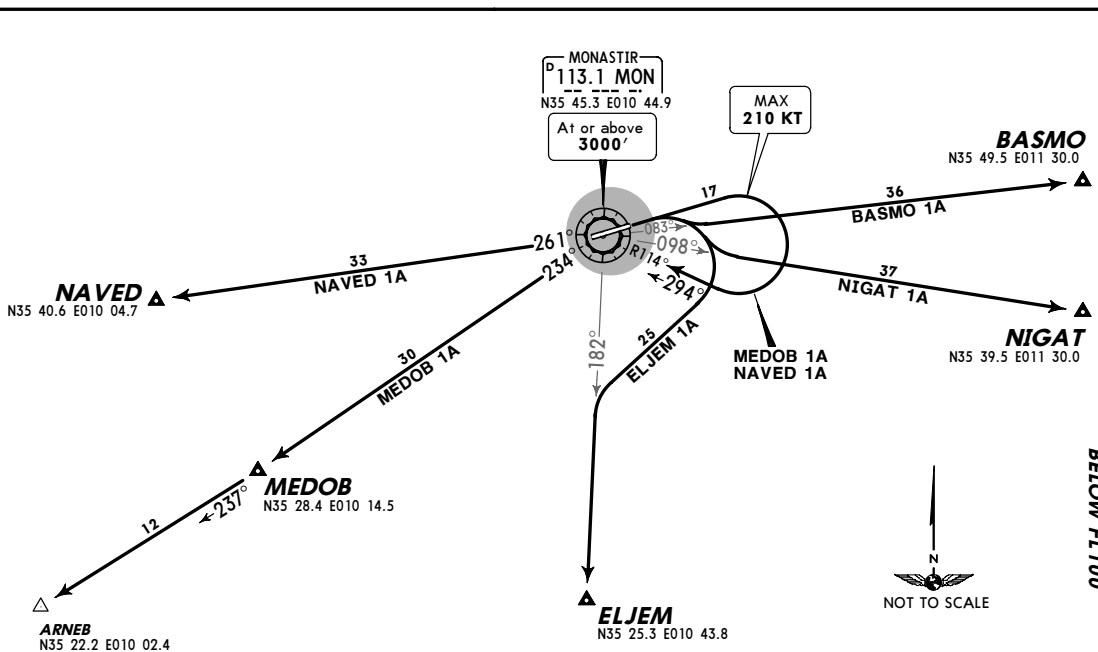 MONASTIR
D 113.1 MON
N35 45.3 E010 44.9
At or above
3000'
MAX
210 KT
BASMO
N35 49.5 E011 30.0
17
36
BASMO 1A
083°
098°
R114°
294°
261°
234°
33
NAVED 1A
NAVED
N35 40.6 E010 04.7
37
NIGAT 1A
NIGAT
N35 39.5 E011 30.0
MEDOB 1A
NAVED 1A
25
ELJEM 1A
182°
30
MEDOB 1A
MEDOB
N35 28.4 E010 14.5
237°
12
ARNEB
N35 22.2 E010 02.4
ELJEM
N35 25.3 E010 43.8
N
NOT TO SCALE
BELOW FL100